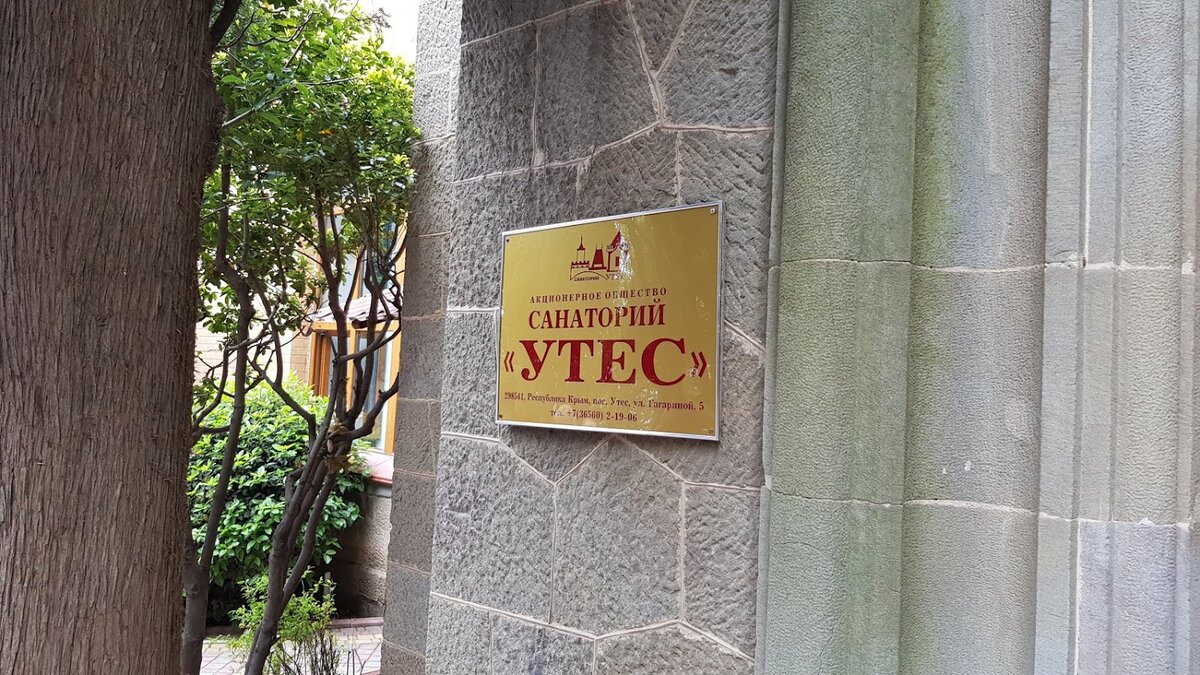 САНАТОРИЙ УТЕС
АКЦИОНЕРНОЕ ОБЩЕСТВО
САНАТОРИЙ
«УТЕС»
298541, Республика Крым, пос. Утес, ул. Гагариной, 5
тел. +7(36560) 2-19-06